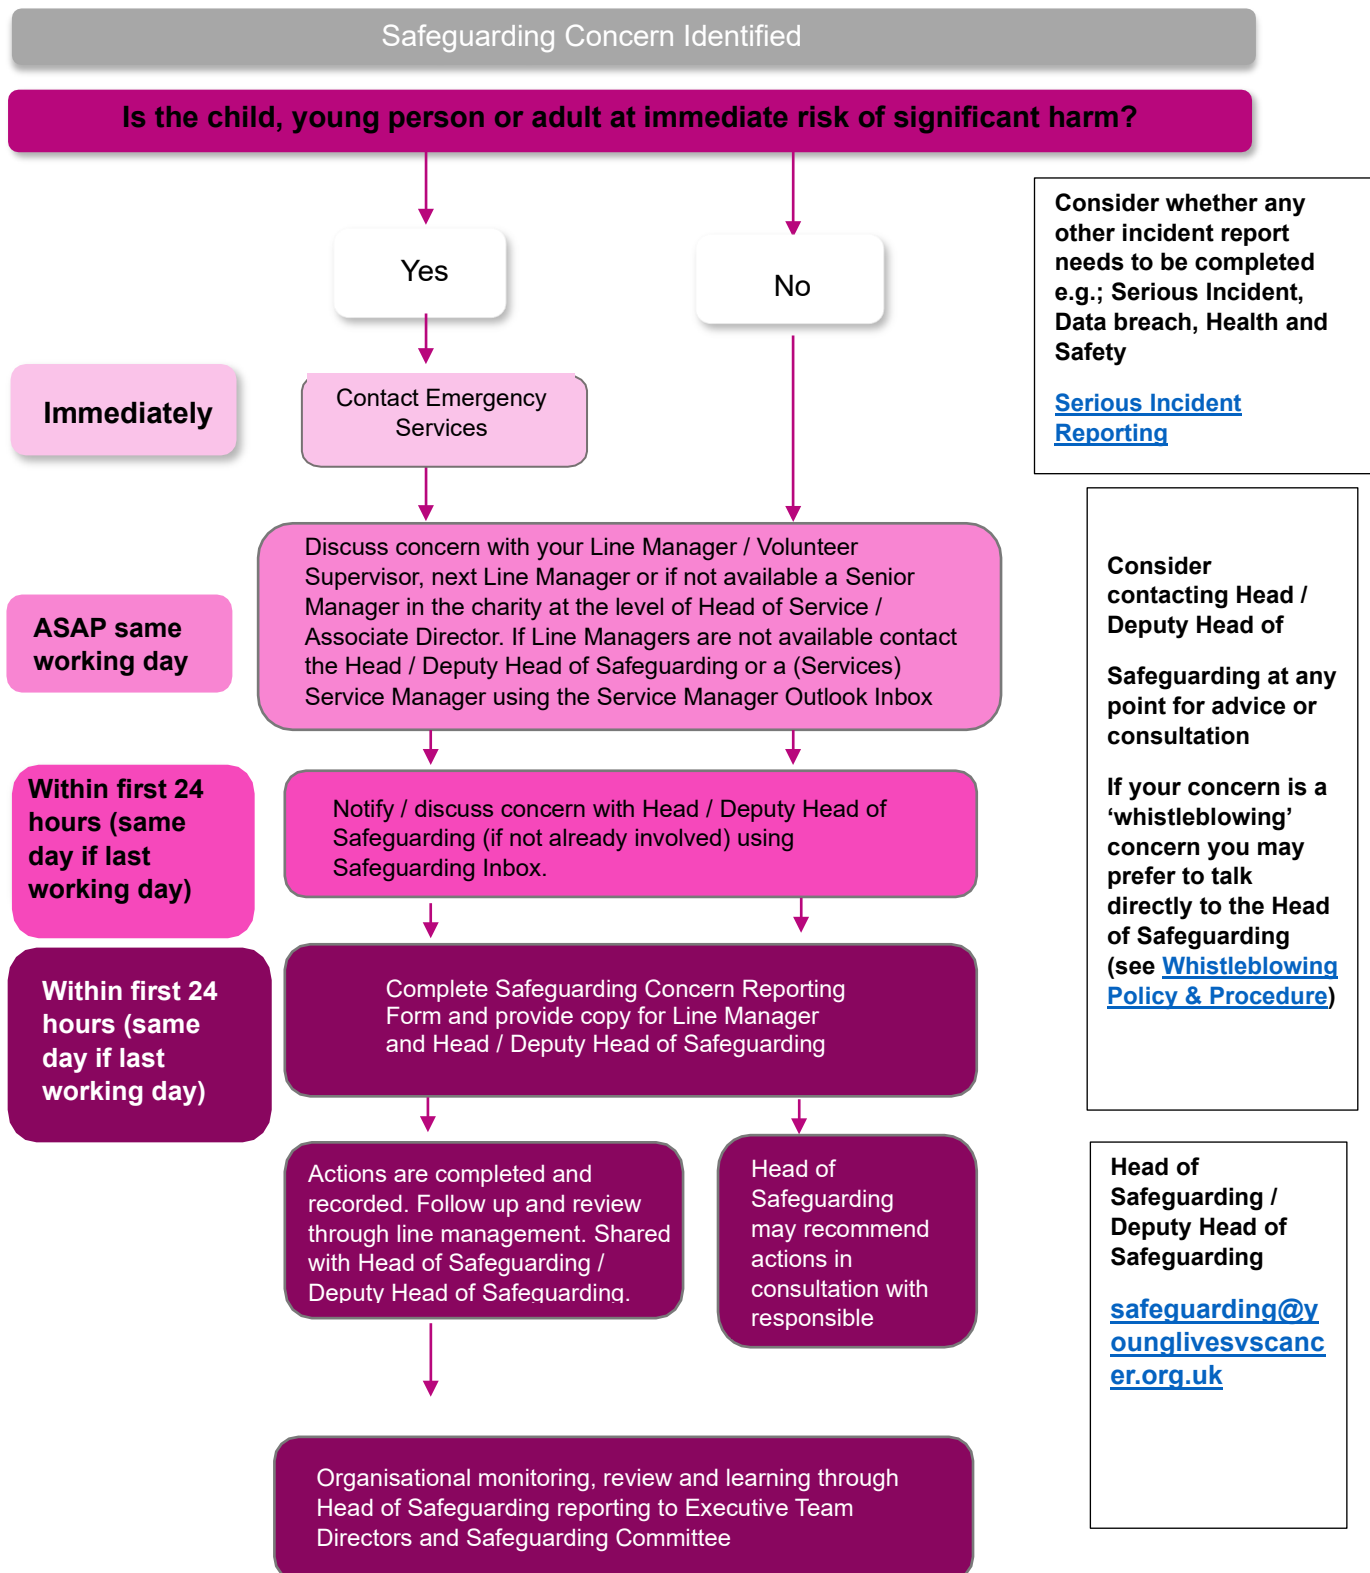 Safeguarding Concern Identified
Is the child, young person or adult at immediate risk of significant harm?
Yes
No
Immediately
Contact Emergency
Services
ASAP same
working day
Discuss concern with your Line Manager / Volunteer
Supervisor, next Line Manager or if not available a Senior
Manager in the charity at the level of Head of Service /
Associate Director. If Line Managers are not available contact
the Head / Deputy Head of Safeguarding or a (Services)
Service Manager using the Service Manager Outlook Inbox
Within first 24
hours (same
day if last
working day)
Notify / discuss concern with Head / Deputy Head of
Safeguarding (if not already involved) using
Safeguarding Inbox.
Within first 24
hours (same
day if last
working day)
Complete Safeguarding Concern Reporting
Form and provide copy for Line Manager
and Head / Deputy Head of Safeguarding
Actions are completed and
recorded. Follow up and review
through line management. Shared
with Head of Safeguarding /
Deputy Head of Safeguarding.
Head of
Safeguarding
may recommend
actions in
consultation with
responsible
Organisational monitoring, review and learning through
Head of Safeguarding reporting to Executive Team
Directors and Safeguarding Committee
Consider whether any
other incident report
needs to be completed
e.g.; Serious Incident,
Data breach, Health and
Safety
Serious Incident
Reporting
Consider
contacting Head /
Deputy Head of
Safeguarding at any
point for advice or
consultation
If your concern is a
‘whistleblowing’
concern you may
prefer to talk
directly to the Head
of Safeguarding
(see Whistleblowing
Policy & Procedure)
Head of
Safeguarding /
Deputy Head of
Safeguarding
safeguarding@y
ounglivesvscanc
er.org.uk